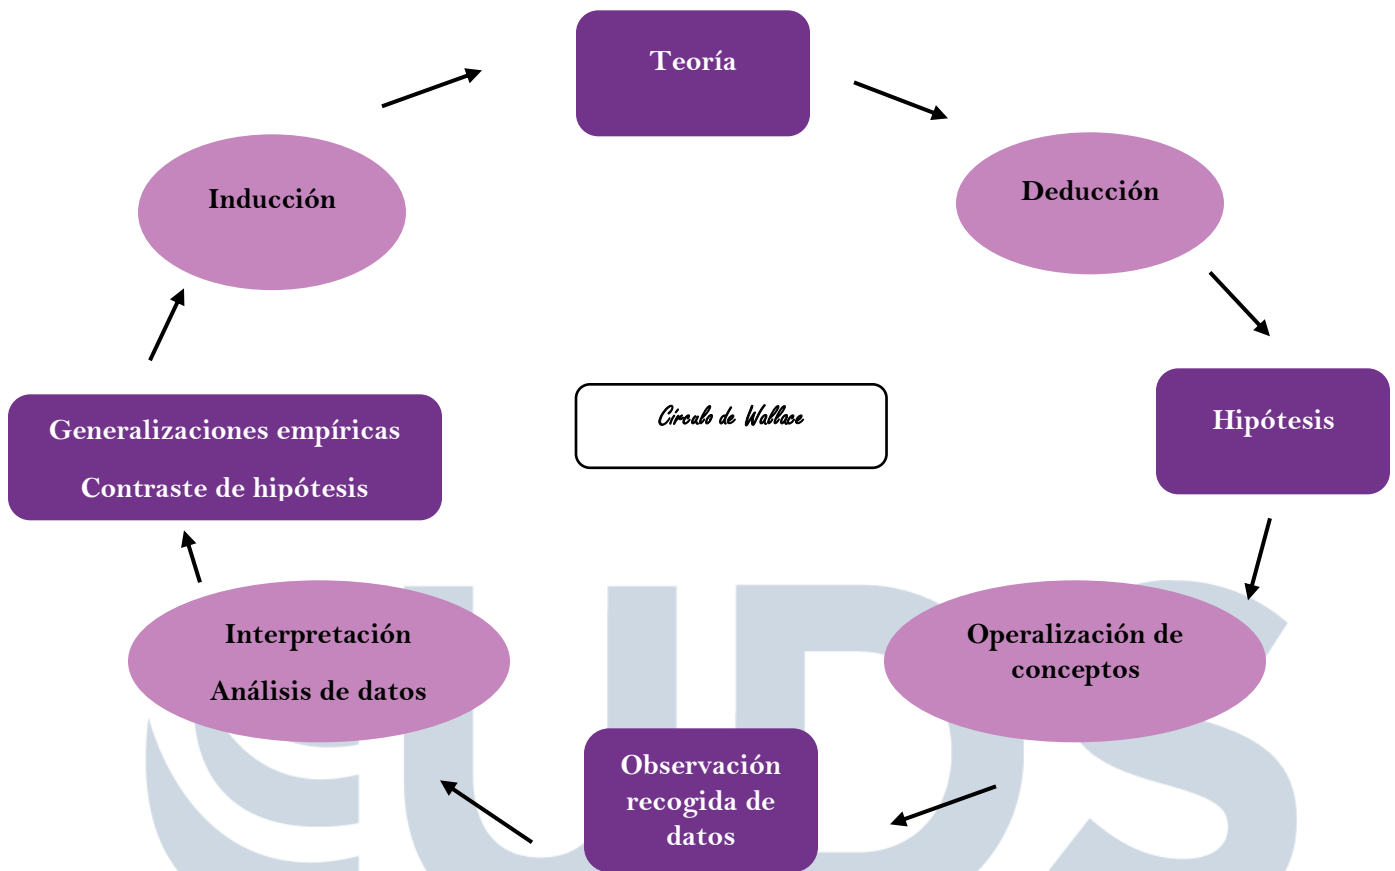 Teoría
Inducción
Deducción
Círculo de Wallace
Hipótesis
Generalizaciones empíricas
Contraste de hipótesis
Interpretación
Análisis de datos
Operalización de
conceptos
Observación
recogida de
datos
UDS